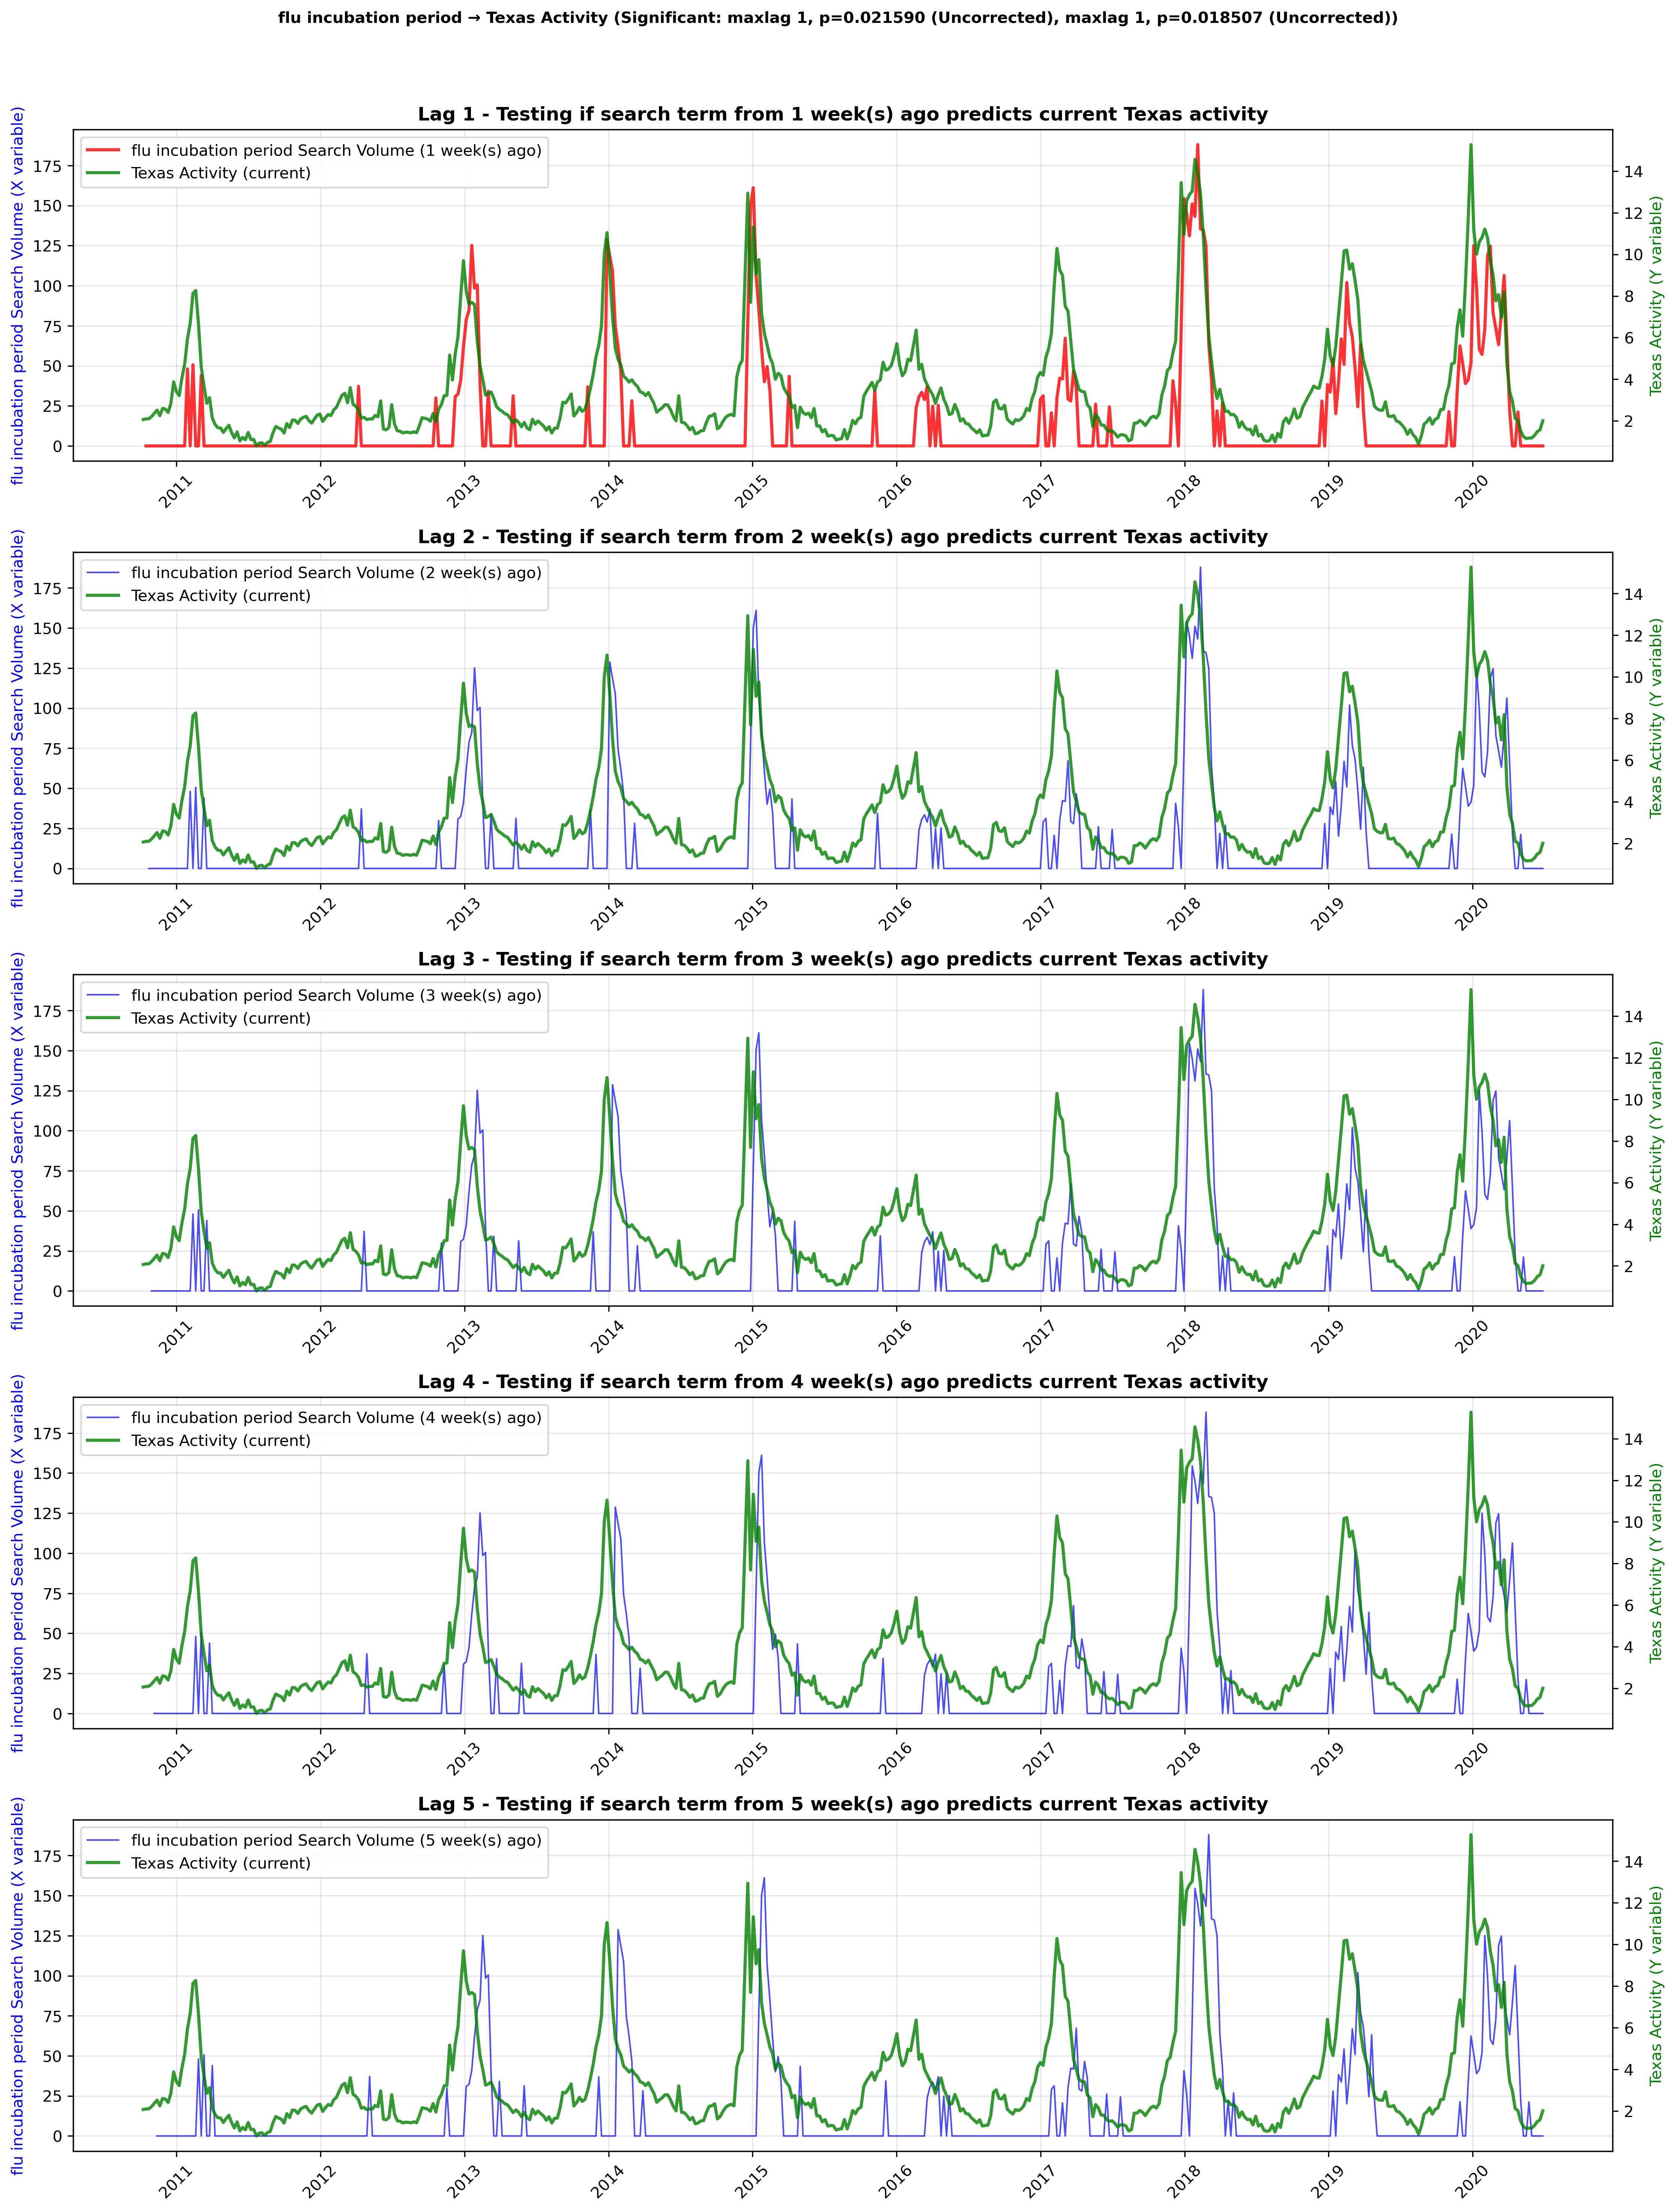 flu incubation period → Texas Activity (Significant: maxlag 1, p=0.021590 (Uncorrected), maxlag 1, p=0.018507 (Uncorrected))
Lag 1 - Testing if search term from 1 week(s) ago predicts current Texas activity
flu incubation period Search Volume (X variable)
175
150
125
100
75
50
25
0
flu incubation period Search Volume (1 week(s) ago)
Texas Activity (current)
14
12
10
8
6
4
2
Texas Activity (Y variable)
2011 2012 2013 2014 2015 2016 2017 2018 2019 2020
Lag 2 - Testing if search term from 2 week(s) ago predicts current Texas activity
flu incubation period Search Volume (X variable)
175
150
125
100
75
50
25
0
flu incubation period Search Volume (2 week(s) ago)
Texas Activity (current)
14
12
10
8
6
4
2
Texas Activity (Y variable)
2011 2012 2013 2014 2015 2016 2017 2018 2019 2020
Lag 3 - Testing if search term from 3 week(s) ago predicts current Texas activity
flu incubation period Search Volume (X variable)
175
150
125
100
75
50
25
0
flu incubation period Search Volume (3 week(s) ago)
Texas Activity (current)
14
12
10
8
6
4
2
Texas Activity (Y variable)
2011 2012 2013 2014 2015 2016 2017 2018 2019 2020
Lag 4 - Testing if search term from 4 week(s) ago predicts current Texas activity
flu incubation period Search Volume (X variable)
175
150
125
100
75
50
25
0
flu incubation period Search Volume (4 week(s) ago)
Texas Activity (current)
14
12
10
8
6
4
2
Texas Activity (Y variable)
2011 2012 2013 2014 2015 2016 2017 2018 2019 2020
Lag 5 - Testing if search term from 5 week(s) ago predicts current Texas activity
flu incubation period Search Volume (X variable)
175
150
125
100
75
50
25
0
flu incubation period Search Volume (5 week(s) ago)
Texas Activity (current)
14
12
10
8
6
4
2
Texas Activity (Y variable)
2011 2012 2013 2014 2015 2016 2017 2018 2019 2020